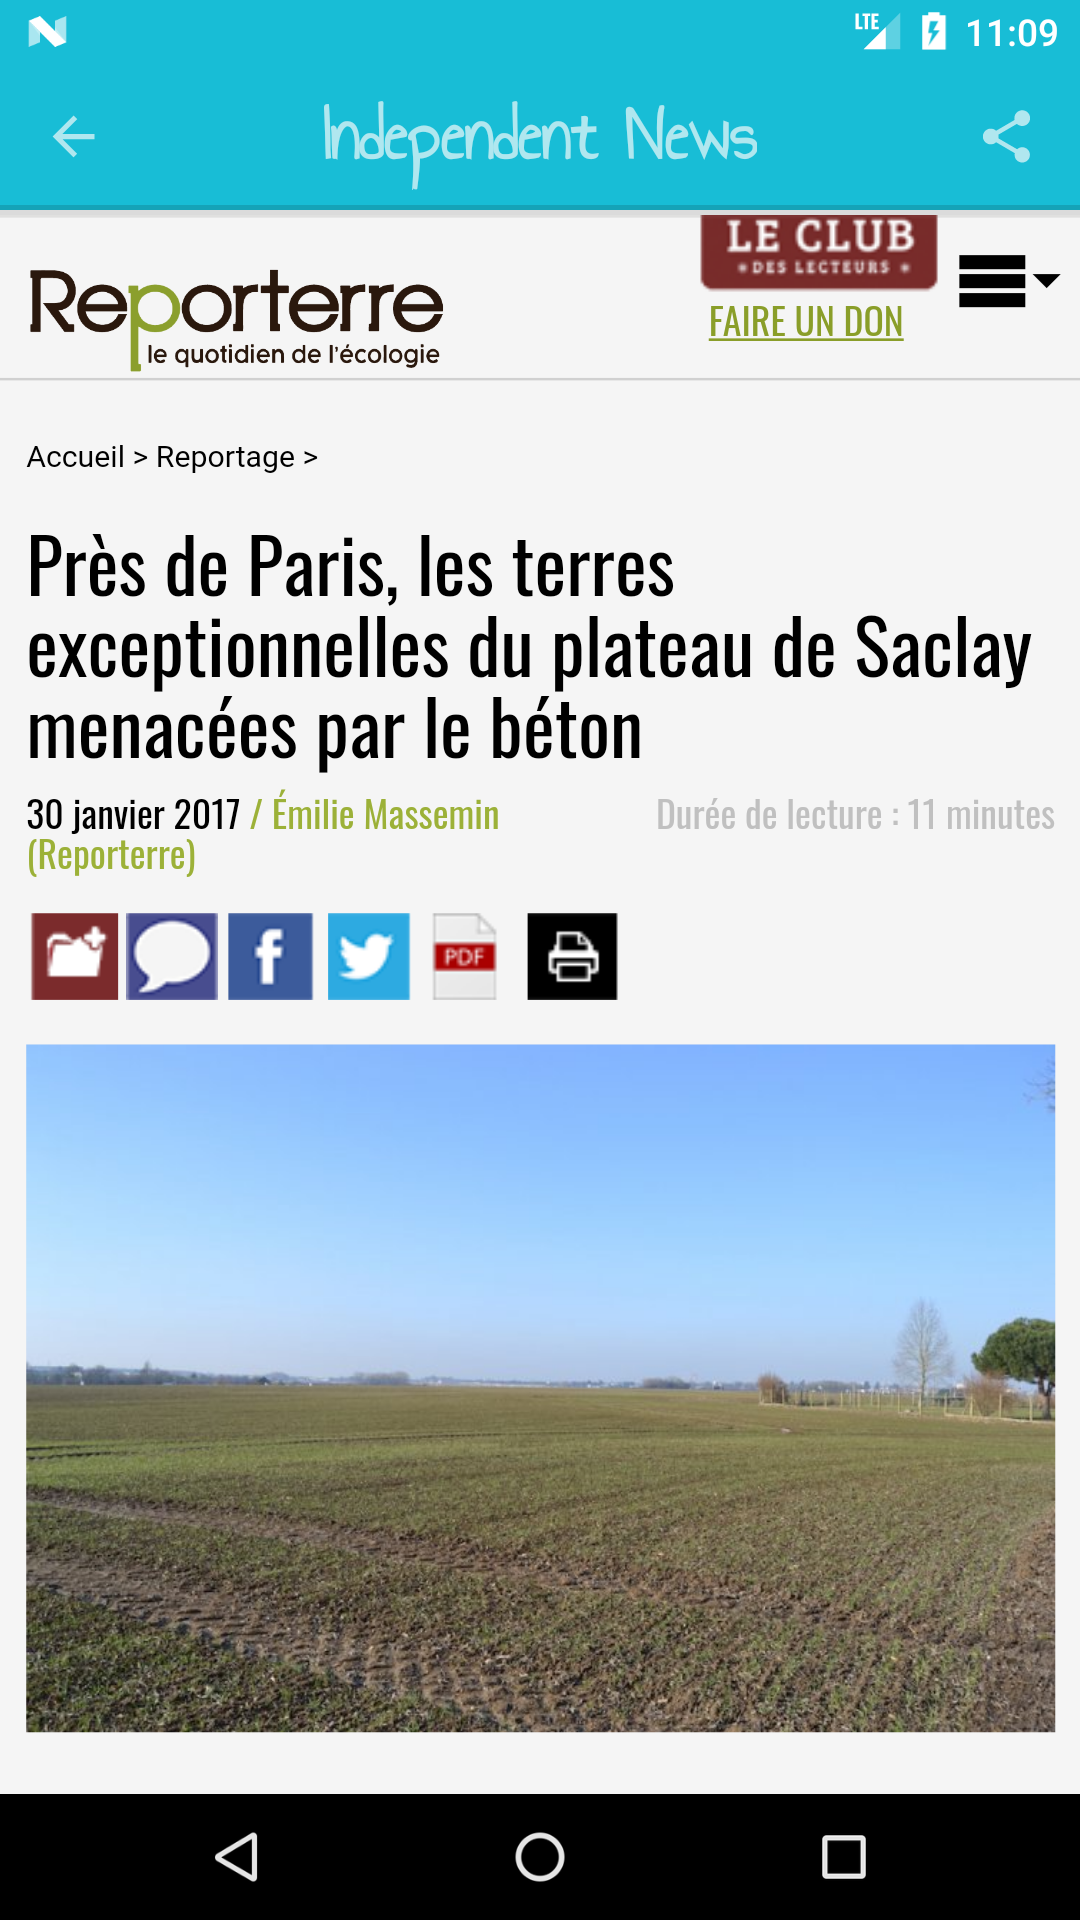 LTE 11:09
Independent News
LE CLUB
DES LECTEURS
Reporterre
le quotidien de l'écologie
FAIRE UN DON
Accueil > Reportage >
Près de Paris, les terres
exceptionnelles du plateau de Saclay
menacées par le béton
30 janvier 2017 / Émilie Massemin
(Reporterre)
Durée de lecture : 11 minutes
f
PDF